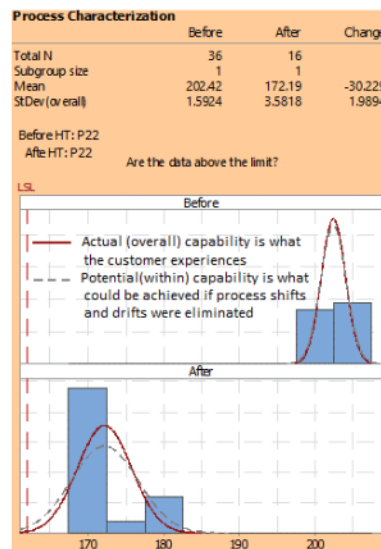 Process Characterization
Before After Change
Total N 36 16
Subgroup size 1 1
Mean 202.42 172.19 -30.229
StDev(overall) 1.5924 3.5818 1.9894
Before HT: P22
Afte HT: P22
Are the data above the limit?
LSL
Before
Actual (overall) capability is what
the customer experiences
Potential(within) capability is what
could be achieved if process shifts
and drifts were eliminated
After
170 180 190 200